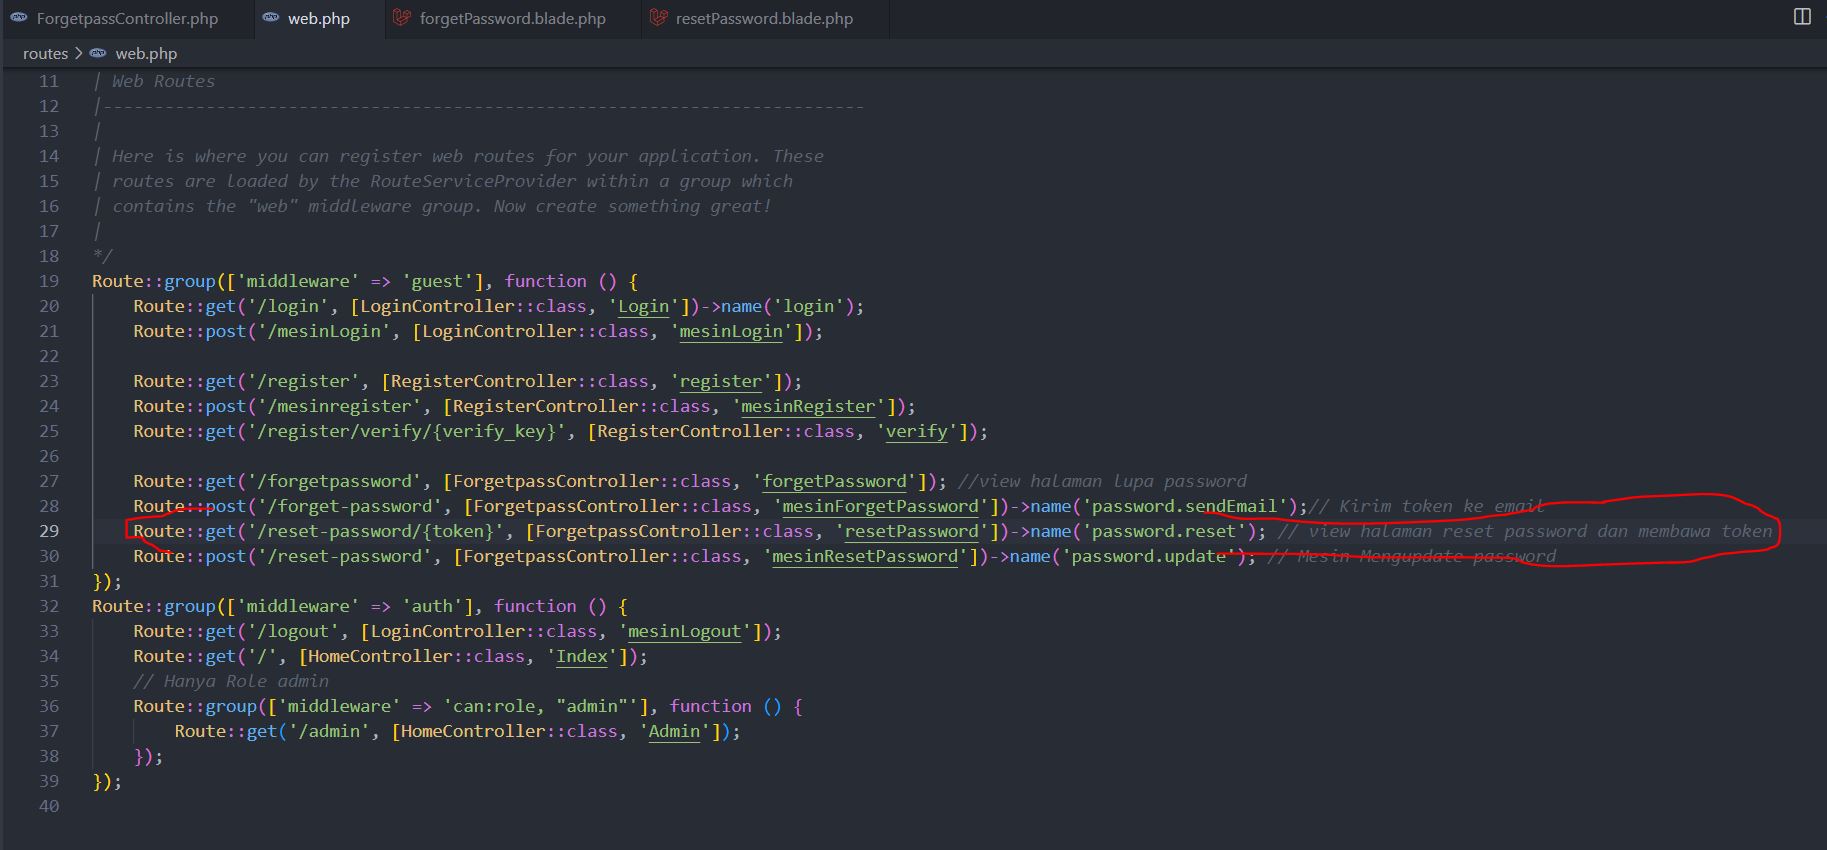 ForgetpassController.php web.php forgetPassword.blade.php resetPassword.blade.php
routes > web.php
11 | Web Routes
12 |--------------------------------------------------------------------------
13 |
14 | Here is where you can register web routes for your application. These
15 | routes are loaded by the RouteServiceProvider within a group which
16 | contains the "web" middleware group. Now create something great!
17 |
18 */
19 Route::group(['middleware' => 'guest'], function () {
20 Route::get('/login', [LoginController::class, 'Login'])->name('login');
21 Route::post('/mesinLogin', [LoginController::class, 'mesinLogin']);
22
23 Route::get('/register', [RegisterController::class, 'register']);
24 Route::post('/mesinregister', [RegisterController::class, 'mesinRegister']);
25 Route::get('/register/verify/{verify_key}', [RegisterController::class, 'verify']);
26
27 Route::get('/forgetpassword', [ForgetpassController::class, 'forgetPassword']); //view halaman lupa password
28 Route::post('/forget-password', [ForgetpassController::class, 'mesinForgetPassword'])->name('password.sendEmail');// Kirim token ke email
29 Route::get('/reset-password/{token}', [ForgetpassController::class, 'resetPassword'])->name('password.reset'); // view halaman reset password dan membawa token
30 Route::post('/reset-password', [ForgetpassController::class, 'mesinResetPassword'])->name('password.update'); // Mesin Mengupdate password
31 });
32 Route::group(['middleware' => 'auth'], function () {
33 Route::get('/logout', [LoginController::class, 'mesinLogout']);
34 Route::get('/', [HomeController::class, 'Index']);
35 // Hanya Role admin
36 Route::group(['middleware' => 'can:role, "admin"'], function () {
37 Route::get('/admin', [HomeController::class, 'Admin']);
38 });
39 });
40